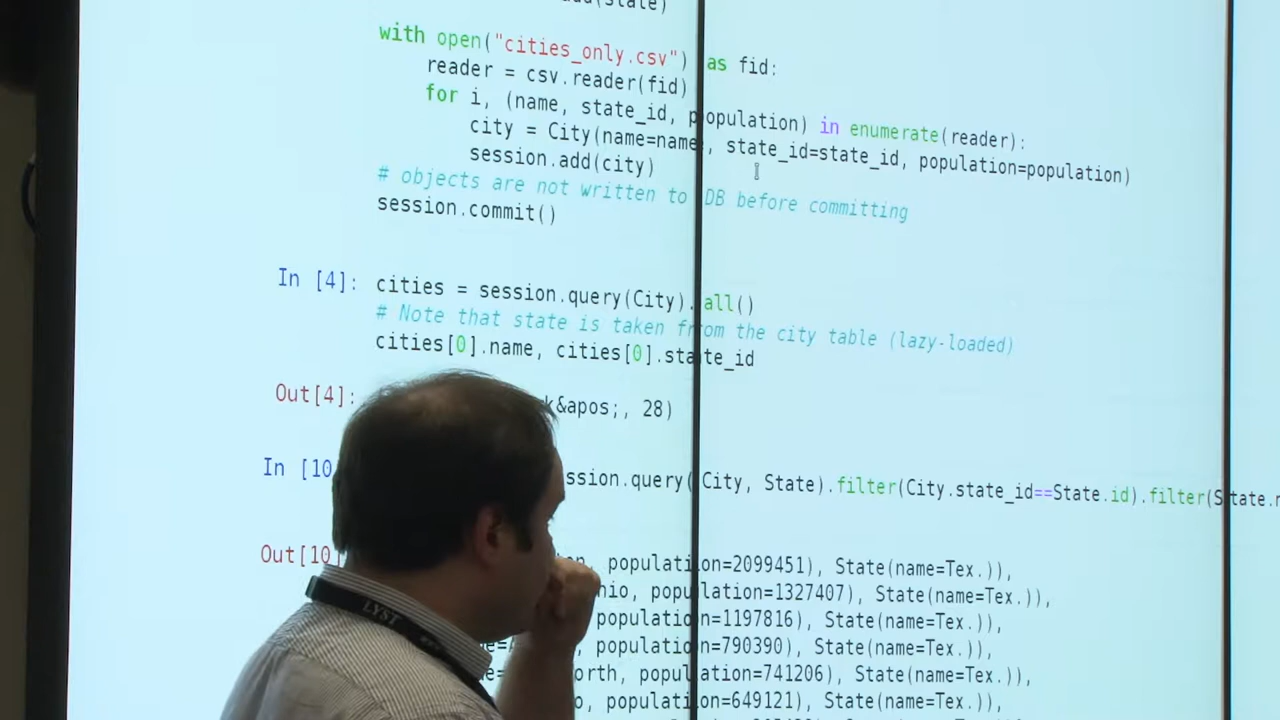 with open("cities_only.csv") as fid:
reader = csv.reader(fid)
for i, (name, state_id, population) in enumerate(reader):
city = City(name=name, state_id=state_id, population=population)
session.add(city)
# objects are not written to DB before committing
session.commit()
In [4]: cities = session.query(City).all()
# Note that state is taken from the city table (lazy-loaded)
cities[0].name, cities[0].state_id
Out[4]: k&apos;, 28)
In [10 ssion.query(City, State).filter(City.state_id==State.id).filter(State.n
Out[10 population=2099451), State(name=Tex.)),
nio, population=1327407), State(name=Tex.)),
population=1197816), State(name=Tex.)),
population=790390), State(name=Tex.)),
orth, population=741206), State(name=Tex.)),
o, population=649121), State(name=Tex.)),
LYST